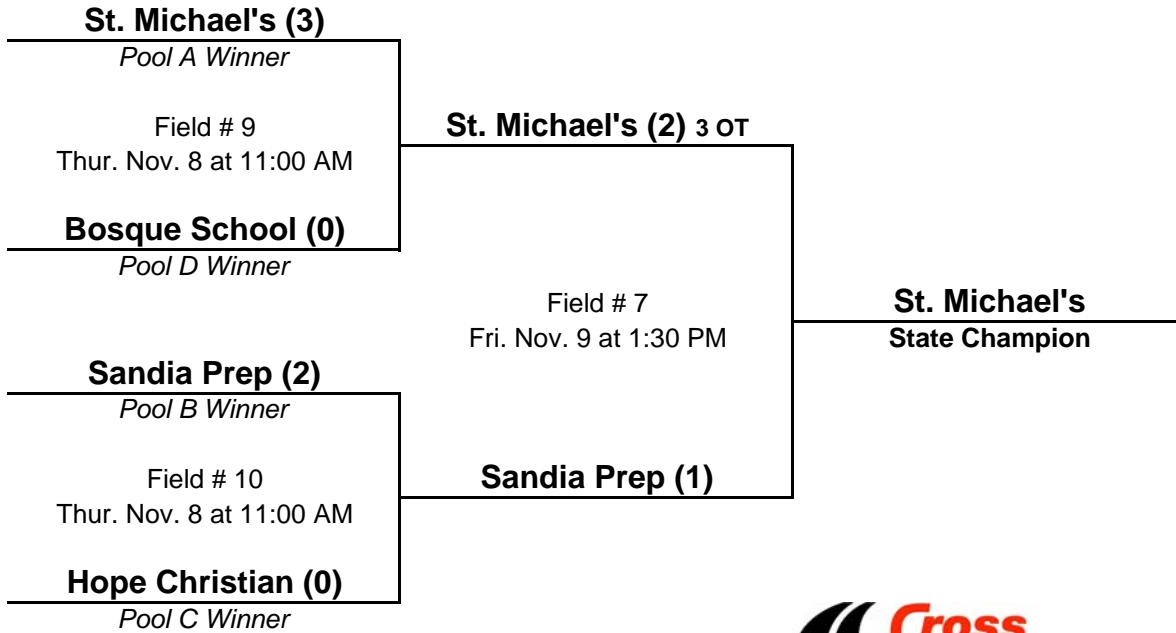 St. Michael's (3)
Pool A Winner
Field # 9
Thur. Nov. 8 at 11:00 AM
Bosque School (0)
Pool D Winner
Sandia Prep (2)
Pool B Winner
Field # 10
Thur. Nov. 8 at 11:00 AM
Hope Christian (0)
Pool C Winner
St. Michael's (2) 3 OT
Field # 7
Fri. Nov. 9 at 1:30 PM
Sandia Prep (1)
St. Michael's
State Champion
Cross